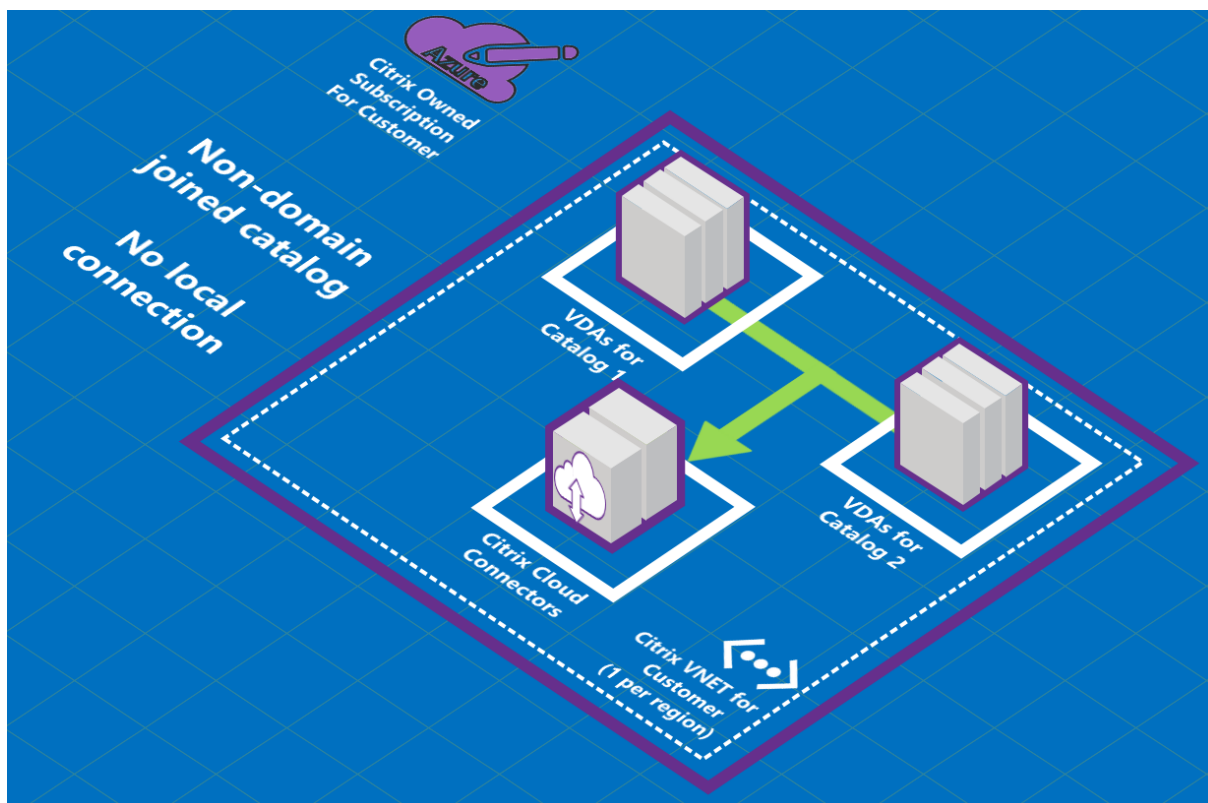 Azure
Citrix Owned
Subscription
For Customer
Non-domain
joined catalog
No local
connection
VDAs for
Catalog 1
VDAs for
Catalog 2
Citrix Cloud
Connectors
Citrix VNET for
Customer
(1 per region)